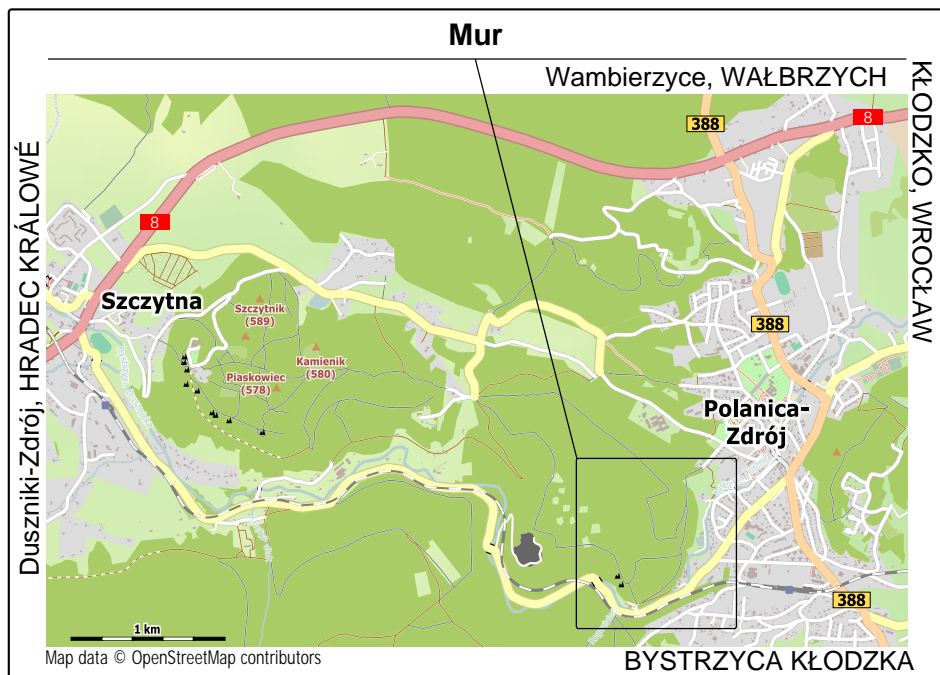 Mur
Wambierzyce, WAŁBRZYCH
KŁODZKO, WROCŁAW
Duszniki-Zdrój, HRADEC KRÁLOWÉ
8
388
8
Szczytna
Szczytnik
(589)
Kamienik
(580)
Piaskowiec
(578)
388
Polanica-
Zdrój
388
1 km
Map data © OpenStreetMap contributors
BYSTRZYCA KŁODZKA